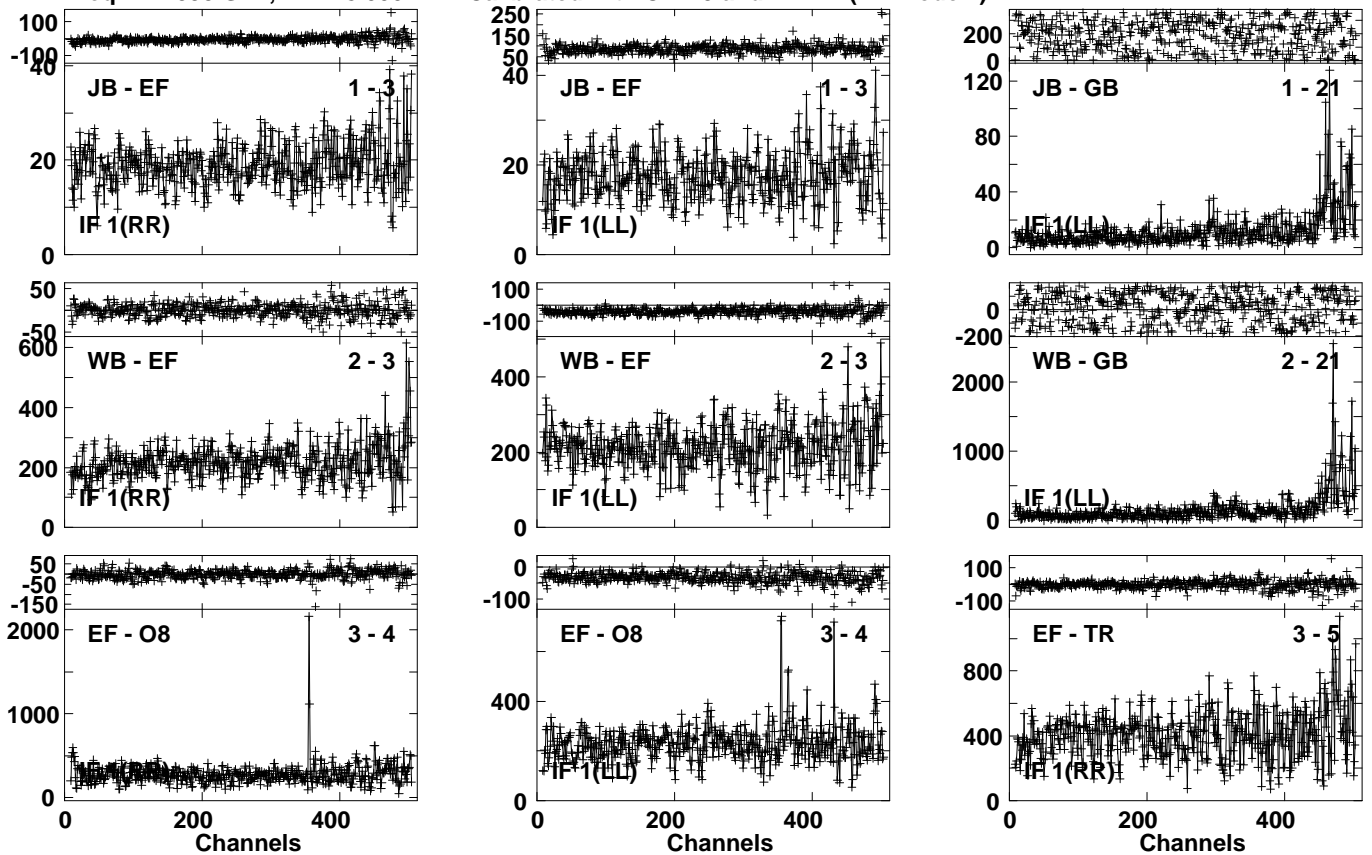 100
-100
250
150
50
200
0
40
20
0
JB - EF
1 - 3
IF 1(RR)
40
20
0
JB - EF
1 - 3
IF 1(LL)
120
80
40
0
JB - GB
1 - 21
IF 1(LL)
50
-50
100
-100
0
-200
600
400
200
0
WB - EF
2 - 3
IF 1(RR)
400
200
0
WB - EF
2 - 3
IF 1(LL)
2000
1000
0
WB - GB
2 - 21
IF 1(LL)
50
-50
-150
0
-100
100
-100
2000
1000
0
EF - O8
3 - 4
400
200
0
EF - O8
3 - 4
IF 1(LL)
800
400
200
0
EF - TR
3 - 5
IF 1(RR)
0 200 400
Channels
0 200 400
Channels
0 200 400
Channels